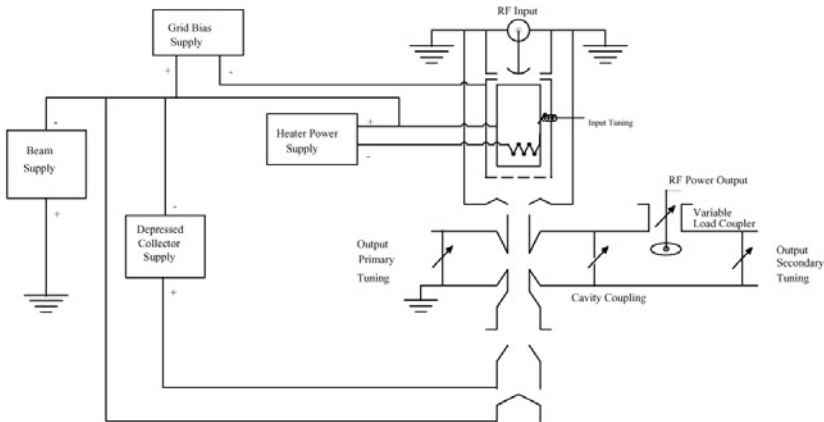 RF Input
Grid Bias
Supply
+
-
-
+
Beam
Supply
Heater Power
Supply
-
Input Tuning
+
-
Depressed
Collector
Supply
+
RF Power Output
Variable
Load Coupler
Output
Primary
Tuning
Output
Secondary
Tuning
Cavity Coupling